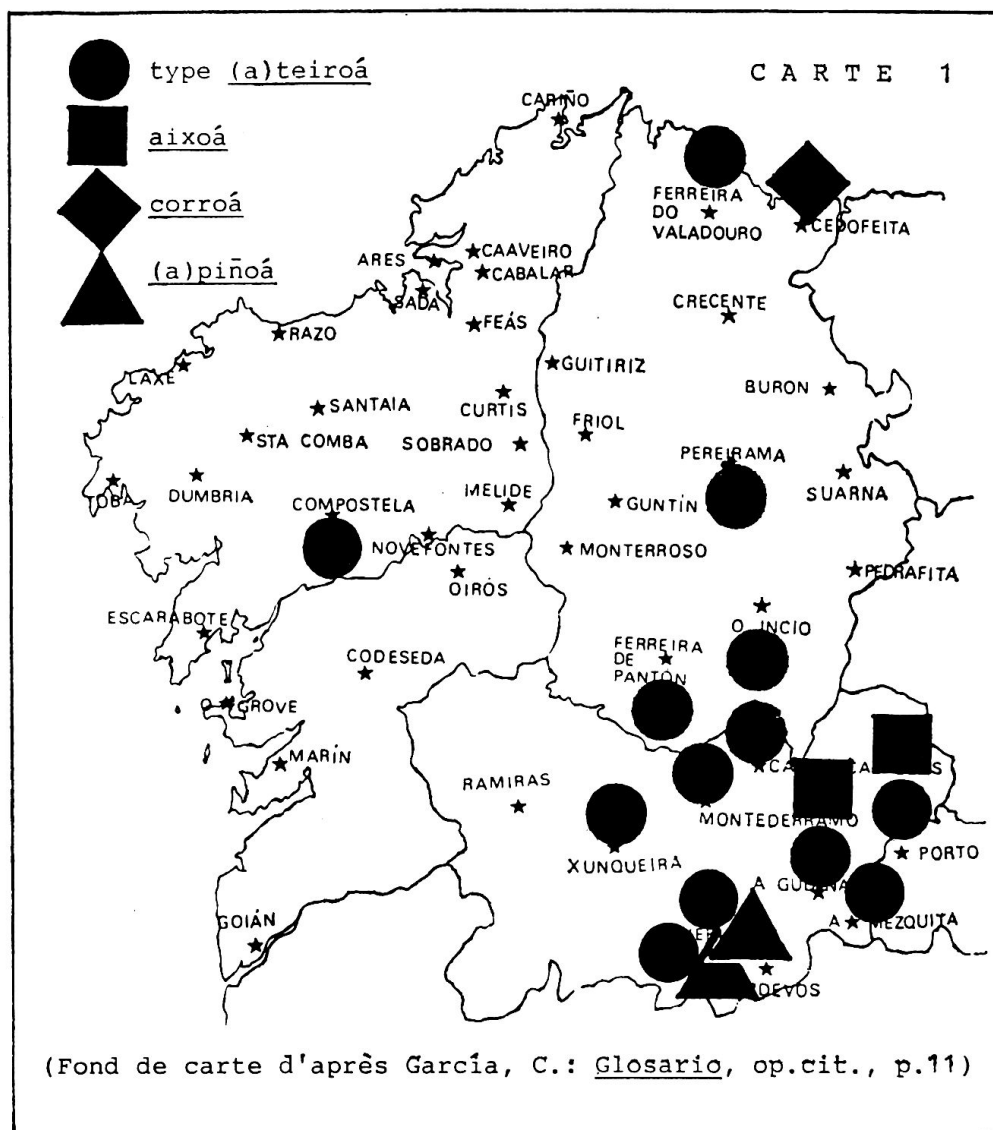 type (a)teiroá
CARTE 1
aixoá
corroá
(a)piñoá
CARIÑO
FERREIRA
DO
VALADOURO
CEDOFEITA
ARES
CAAVEIRO
CABALAR
SADA
CRECENTE
FEÁS
RAZO
GUITIRIZ
LAXE
BURON
SANTAIA
CURTIS
FRIOL
STA COMBA
SOBRADO
PEREIRAMA
TOBA
DUMBRIA
MELIDE
GUNTÍN
SUARNA
COMPOSTELA
NOVEFONTES
MONTERROSO
OIRÓS
PEDRAFITA
ESCARABOTE
O INCIO
FERREIRA
DE
PANTÓN
CODESEDA
O GROVE
MARÍN
RAMIRAS
MONTEDERRAMO
XUNQUEIRA
PORTO
A GUDIÑA
A MEZQUITA
GOIÁN
(Fond de carte d'après García, C.: Glosario, op.cit., p.11)